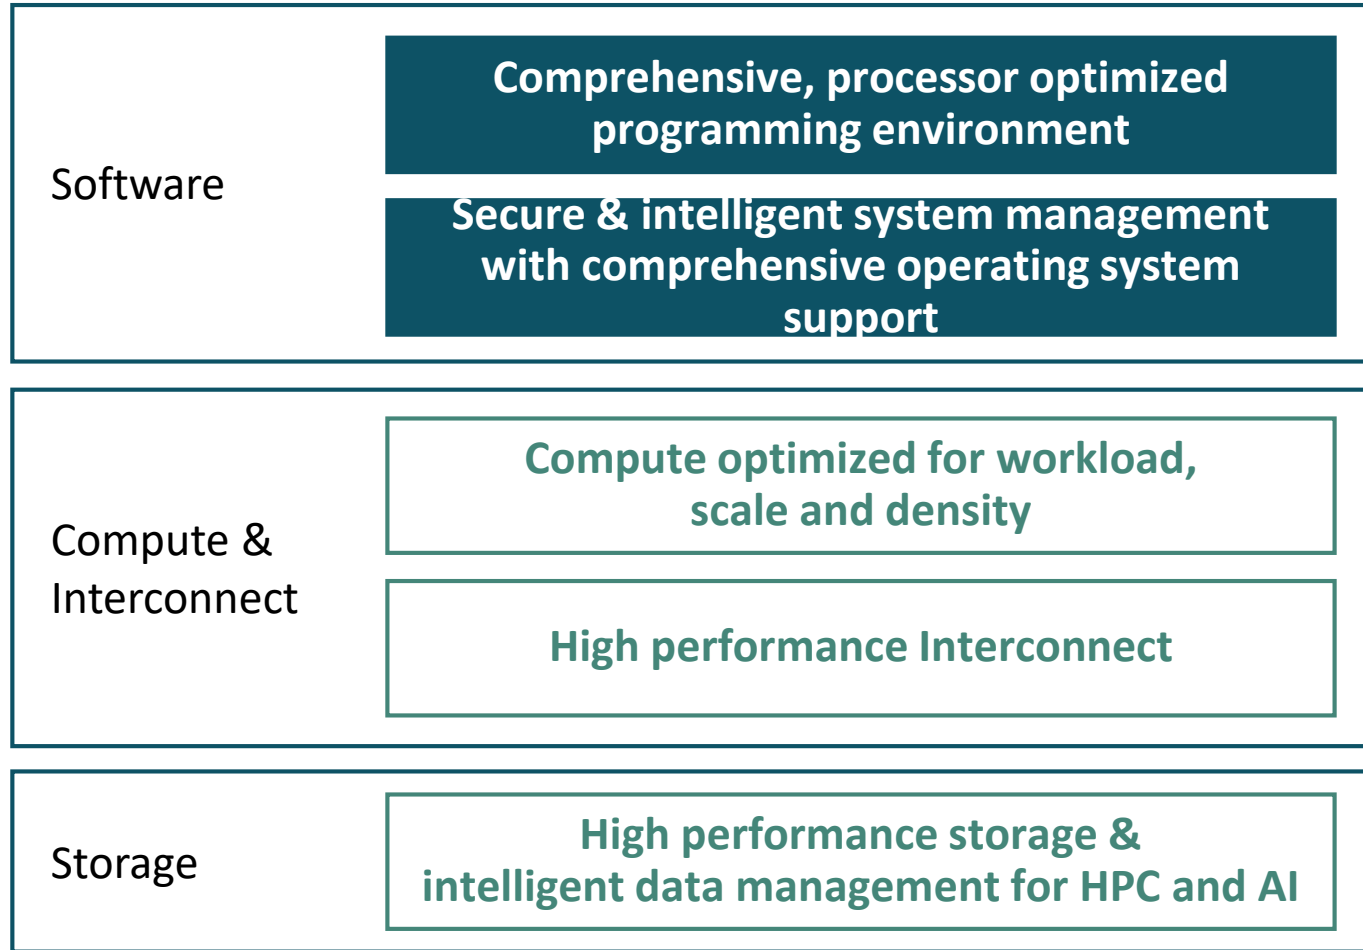 Software
Comprehensive, processor optimized
programming environment
Secure & intelligent system management
with comprehensive operating system
support
Compute &
Interconnect
Compute optimized for workload,
scale and density
High performance Interconnect
Storage
High performance storage &
intelligent data management for HPC and AI